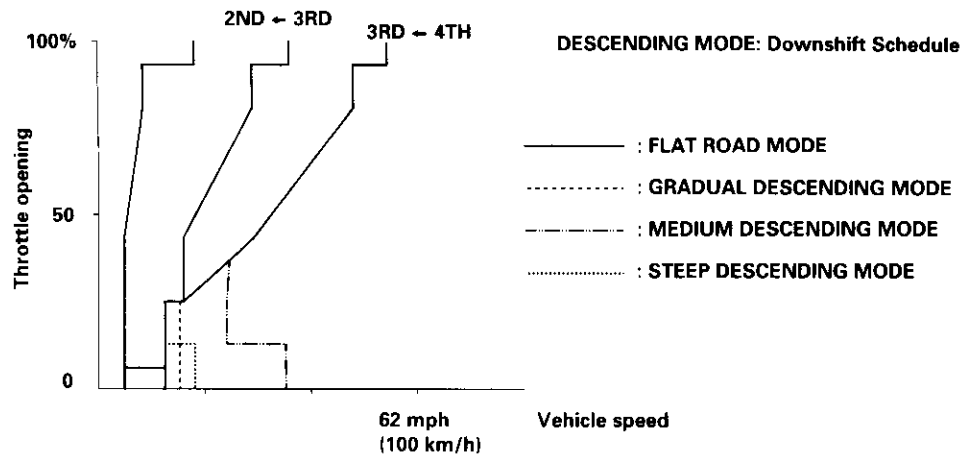 2ND ← 3RD
100%
3RD ← 4TH
DESCENDING MODE: Downshift Schedule
Throttle opening
: FLAT ROAD MODE
: GRADUAL DESCENDING MODE
50
: MEDIUM DESCENDING MODE
: STEEP DESCENDING MODE
0
62 mph
(100 km/h)
Vehicle speed